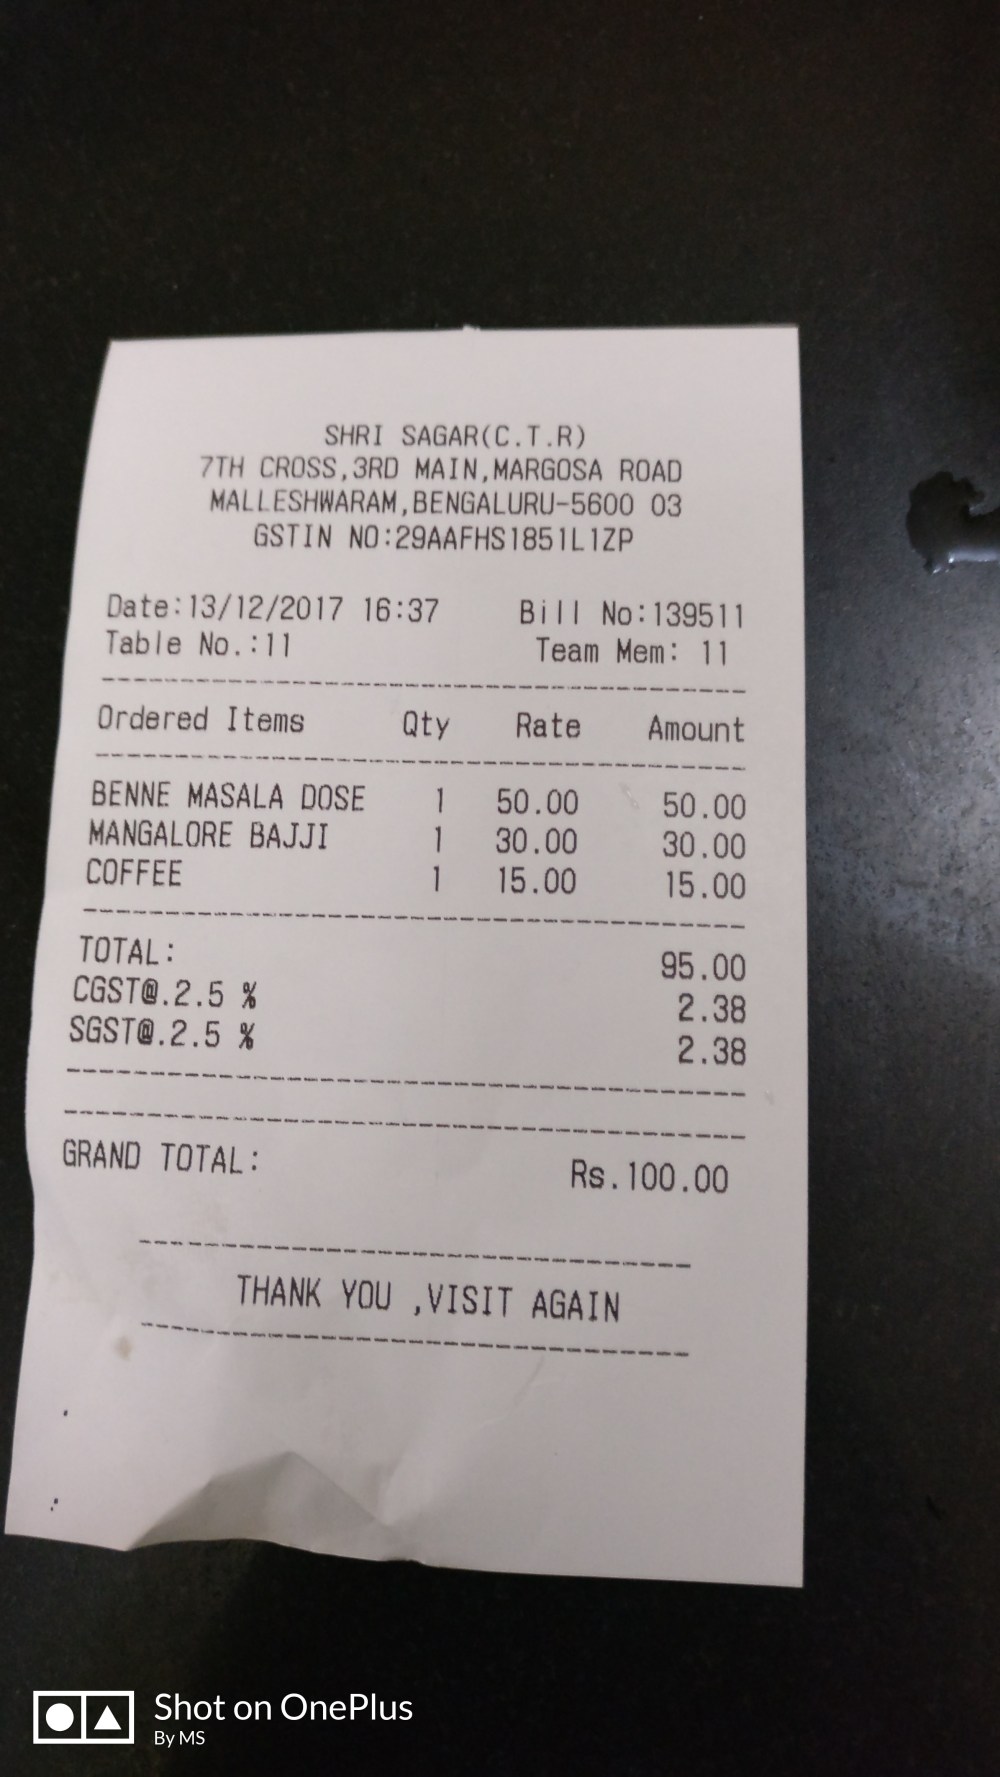 SHRI SAGAR(C.T.R)
7TH CROSS,3RD MAIN,MARGOSA ROAD
MALLESHWARAM,BENGALURU-5600 03
GSTIN NO:29AAFHS1851L1ZP
Date:13/12/2017 16:37 Bill No:139511
Table No.:11 Team Mem: 11
Ordered Items Qty Rate Amount
BENNE MASALA DOSE 1 50.00 50.00
MANGALORE BAJJI 1 30.00 30.00
COFFEE 1 15.00 15.00
TOTAL: 95.00
CGST@.2.5 % 2.38
SGST@.2.5 % 2.38
GRAND TOTAL: Rs.100.00
THANK YOU ,VISIT AGAIN
Shot on OnePlus
By MS